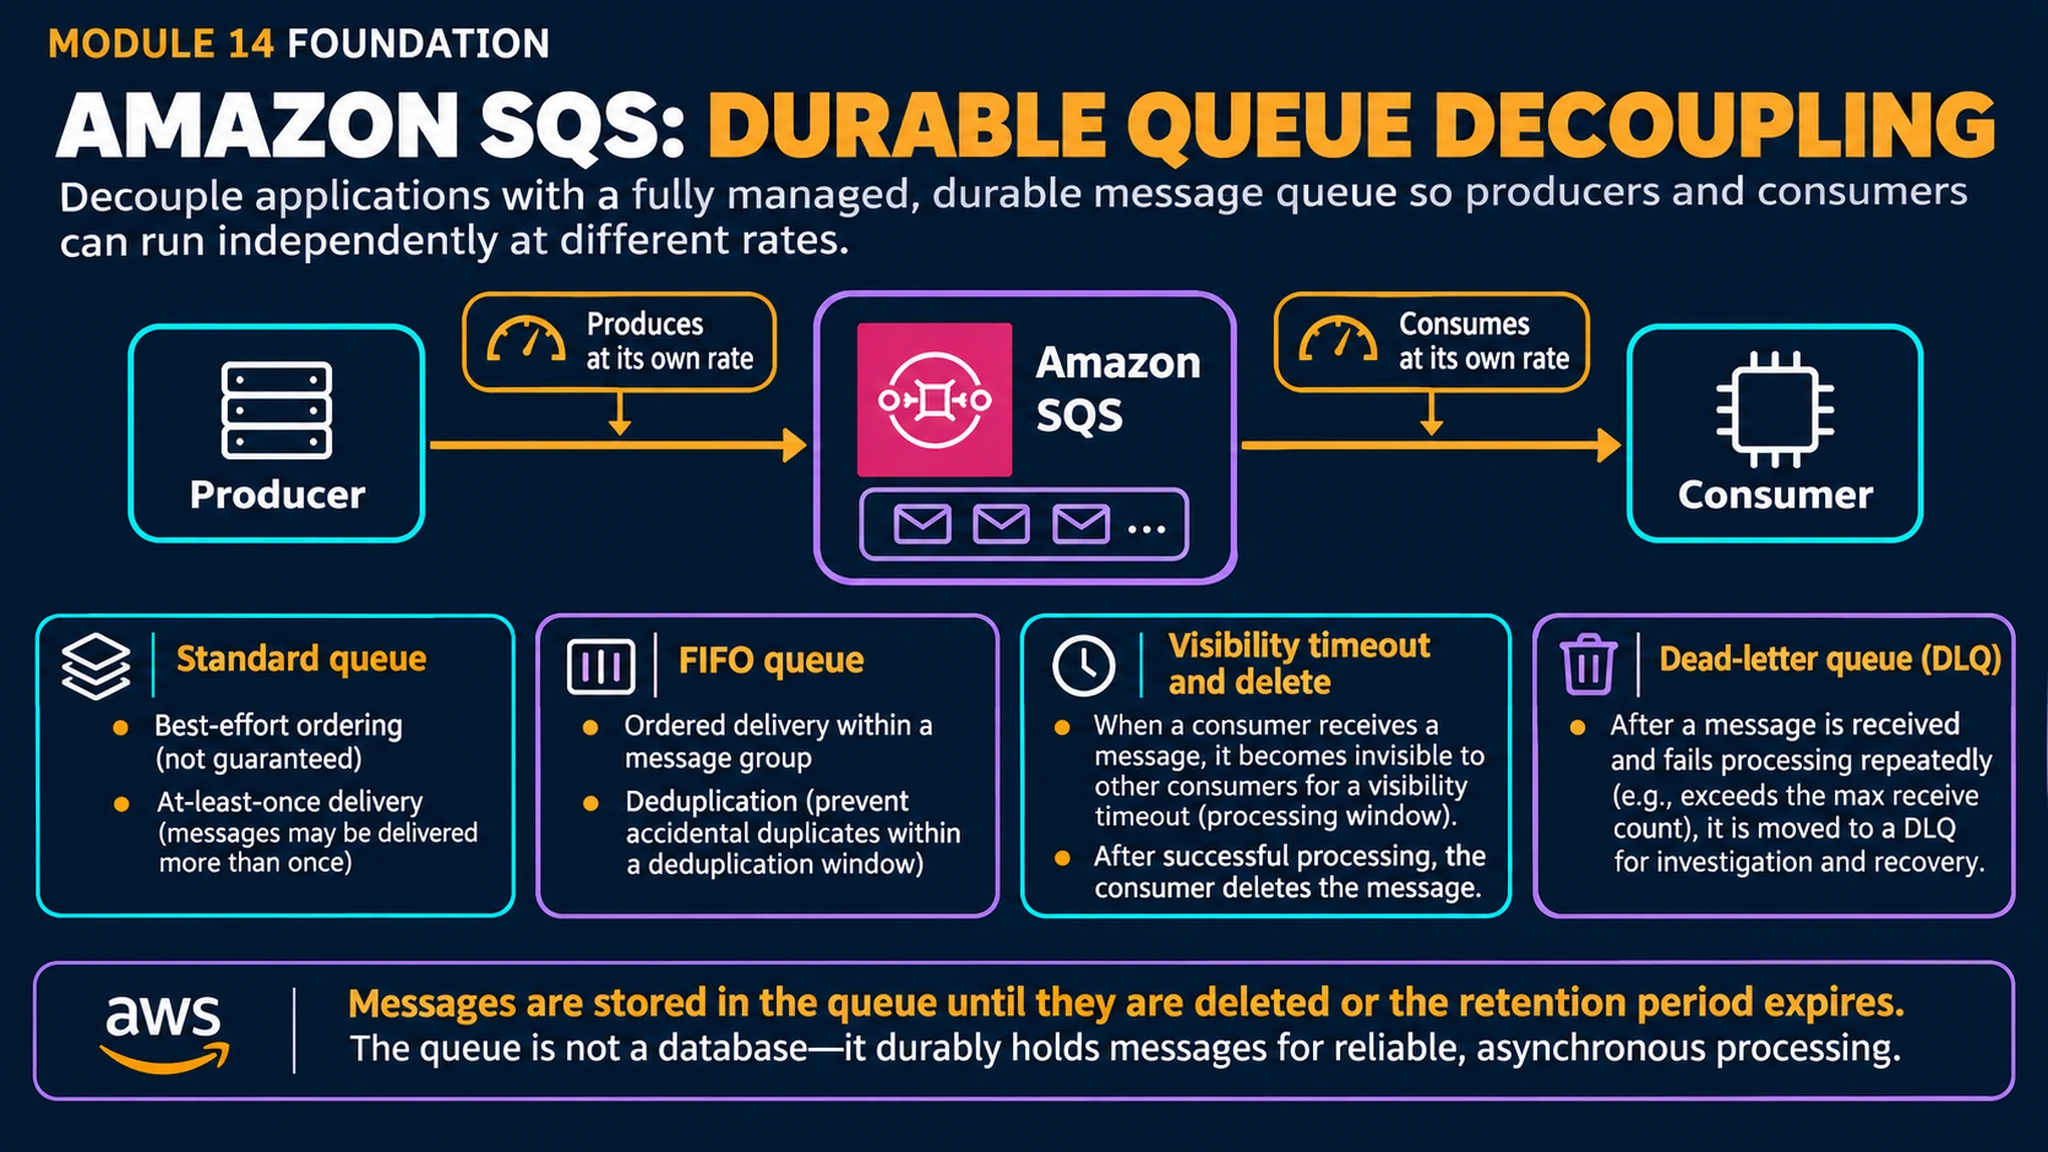 MODULE 14 FOUNDATION
AMAZON SQS: DURABLE QUEUE DECOUPLING
Decouple applications with a fully managed, durable message queue so producers and consumers
can run independently at different rates.
Producer
Produces
at its own rate
Amazon
SQS
...
Consumes
at its own rate
Consumer
Standard queue
• Best-effort ordering
(not guaranteed)
• At-least-once delivery
(messages may be delivered
more than once)
FIFO queue
• Ordered delivery within a
message group
• Deduplication (prevent
accidental duplicates within
a deduplication window)
Visibility timeout
and delete
• When a consumer receives a
message, it becomes invisible to
other consumers for a visibility
timeout (processing window).
• After successful processing, the
consumer deletes the message.
Dead-letter queue (DLQ)
• After a message is received
and fails processing repeatedly
(e.g., exceeds the max receive
count), it is moved to a DLQ
for investigation and recovery.
aws
Messages are stored in the queue until they are deleted or the retention period expires.
The queue is not a database—it durably holds messages for reliable, asynchronous processing.